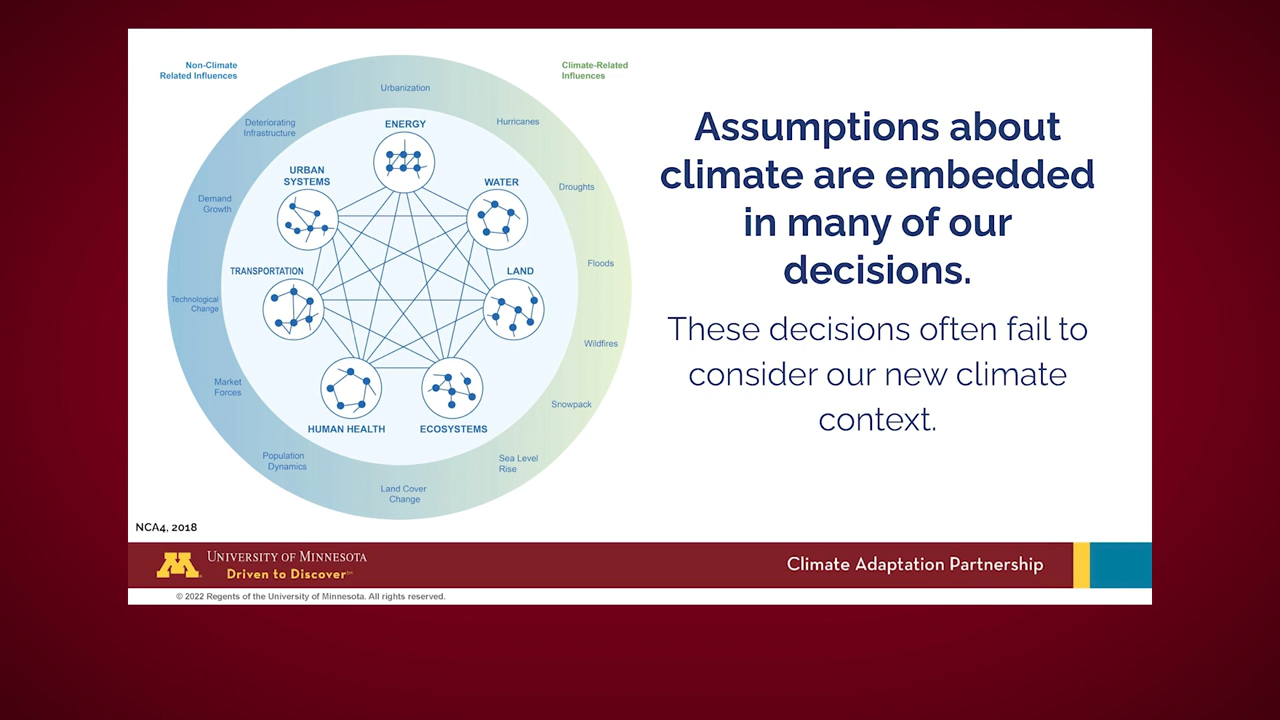 Non-Climate
Related Influences
Climate-Related
Influences
Urbanization
Deteriorating
Infrastructure
Hurricanes
ENERGY
URBAN
SYSTEMS
WATER
Demand
Growth
Droughts
TRANSPORTATION
LAND
Floods
Technological
Change
Wildfires
Market
Forces
Snowpack
HUMAN HEALTH
ECOSYSTEMS
Population
Dynamics
Sea Level
Rise
Land Cover
Change
Assumptions about
climate are embedded
in many of our
decisions.
These decisions often fail to
consider our new climate
context.
NCA4, 2018
M
UNIVERSITY OF MINNESOTA
Driven to Discover℠
Climate Adaptation Partnership
© 2022 Regents of the University of Minnesota. All rights reserved.